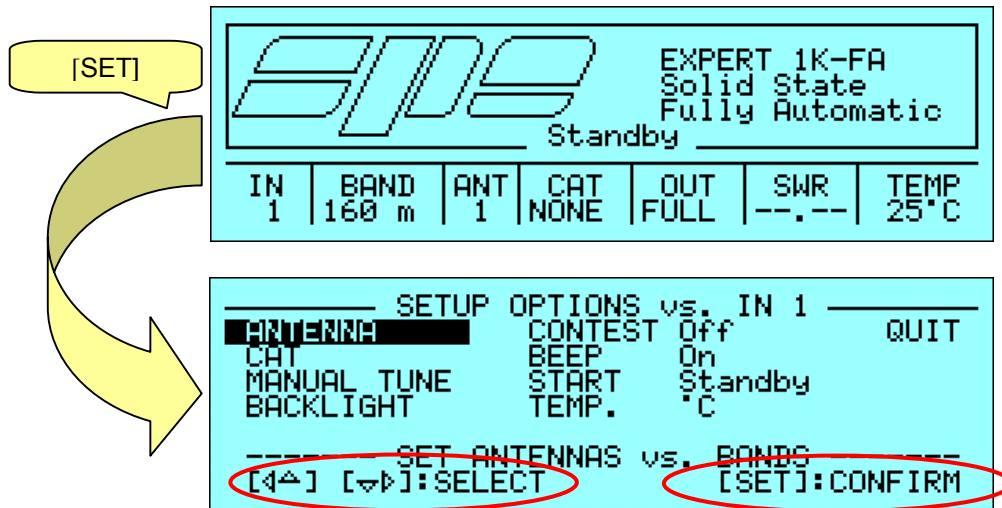 [SET]
EXPERT 1K-FA
Solid State
Fully Automatic
Standby
IN BAND ANT CAT OUT SWR TEMP
1 160 m 1 NONE FULL --.-- 25°C
SETUP OPTIONS vs. IN 1
ANTENNA CONTEST Off QUIT
CAT BEEP On
MANUAL TUNE START Standby
BACKLIGHT TEMP. °C
------- SET ANTENNAS vs. BANDS -------
[◁△] [▽▷]:SELECT [SET]:CONFIRM